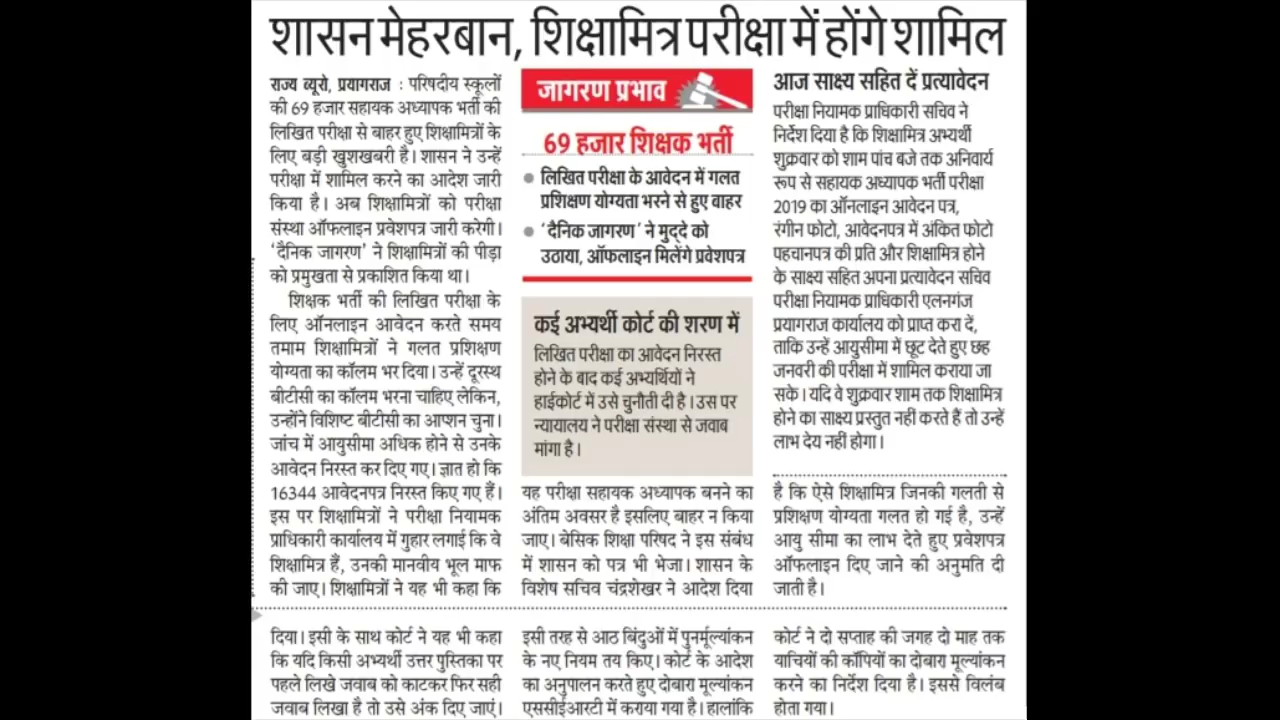 शासन मेहरबान, शिक्षामित्र परीक्षा में होंगे शामिल
राज्य ब्यूरो, प्रयागराज : परिषदीय स्कूलों
की 69 हजार सहायक अध्यापक भर्ती की
लिखित परीक्षा से बाहर हुए शिक्षामित्रों के
लिए बड़ी खुशखबरी है। शासन ने उन्हें
परीक्षा में शामिल करने का आदेश जारी
किया है। अब शिक्षामित्रों को परीक्षा
संस्था ऑफलाइन प्रवेशपत्र जारी करेगी।
‘दैनिक जागरण’ ने शिक्षामित्रों की पीड़ा
को प्रमुखता से प्रकाशित किया था।
शिक्षक भर्ती की लिखित परीक्षा के
लिए ऑनलाइन आवेदन करते समय
तमाम शिक्षामित्रों ने गलत प्रशिक्षण
योग्यता का कॉलम भर दिया। उन्हें दूरस्थ
बीटीसी का कॉलम भरना चाहिए लेकिन,
उन्होंने विशिष्ट बीटीसी का आप्शन चुना।
जांच में आयुसीमा अधिक होने से उनके
आवेदन निरस्त कर दिए गए। ज्ञात हो कि
16344 आवेदनपत्र निरस्त किए गए हैं।
इस पर शिक्षामित्रों ने परीक्षा नियामक
प्राधिकारी कार्यालय में गुहार लगाई कि वे
शिक्षामित्र हैं, उनकी मानवीय भूल माफ
की जाए। शिक्षामित्रों ने यह भी कहा कि
जागरण प्रभाव
69 हजार शिक्षक भर्ती
● लिखित परीक्षा के आवेदन में गलत
प्रशिक्षण योग्यता भरने से हुए बाहर
● ‘दैनिक जागरण’ ने मुद्दे को
उठाया, ऑफलाइन मिलेंगे प्रवेशपत्र
कई अभ्यर्थी कोर्ट की शरण में
लिखित परीक्षा का आवेदन निरस्त
होने के बाद कई अभ्यर्थियों ने
हाईकोर्ट में उसे चुनौती दी है। उस पर
न्यायालय ने परीक्षा संस्था से जवाब
मांगा है।
यह परीक्षा सहायक अध्यापक बनने का
अंतिम अवसर है इसलिए बाहर न किया
जाए। बेसिक शिक्षा परिषद ने इस संबंध
में शासन को पत्र भी भेजा। शासन के
विशेष सचिव चंद्रशेखर ने आदेश दिया
आज साक्ष्य सहित दें प्रत्यावेदन
परीक्षा नियामक प्राधिकारी सचिव ने
निर्देश दिया है कि शिक्षामित्र अभ्यर्थी
शुक्रवार को शाम पांच बजे तक अनिवार्य
रूप से सहायक अध्यापक भर्ती परीक्षा
2019 का ऑनलाइन आवेदन पत्र,
रंगीन फोटो, आवेदनपत्र में अंकित फोटो
पहचानपत्र की प्रति और शिक्षामित्र होने
के साक्ष्य सहित अपना प्रत्यावेदन सचिव
परीक्षा नियामक प्राधिकारी एलनगंज
प्रयागराज कार्यालय को प्राप्त करा दें,
ताकि उन्हें आयुसीमा में छूट देते हुए छह
जनवरी की परीक्षा में शामिल कराया जा
सके। यदि वे शुक्रवार शाम तक शिक्षामित्र
होने का साक्ष्य प्रस्तुत नहीं करते हैं तो उन्हें
लाभ देय नहीं होगा।
है कि ऐसे शिक्षामित्र जिनकी गलती से
प्रशिक्षण योग्यता गलत हो गई है, उन्हें
आयु सीमा का लाभ देते हुए प्रवेशपत्र
ऑफलाइन दिए जाने की अनुमति दी
जाती है।
दिया। इसी के साथ कोर्ट ने यह भी कहा
कि यदि किसी अभ्यर्थी उत्तर पुस्तिका पर
पहले लिखे जवाब को काटकर फिर सही
जवाब लिखा है तो उसे अंक दिए जाएं।
इसी तरह से आठ बिंदुओं में पुनर्मूल्यांकन
के नए नियम तय किए। कोर्ट के आदेश
का अनुपालन करते हुए दोबारा मूल्यांकन
एससीईआरटी में कराया गया है। हालांकि
कोर्ट ने दो सप्ताह की जगह दो माह तक
याचियों की कॉपियों का दोबारा मूल्यांकन
करने का निर्देश दिया है। इससे विलंब
होता गया।